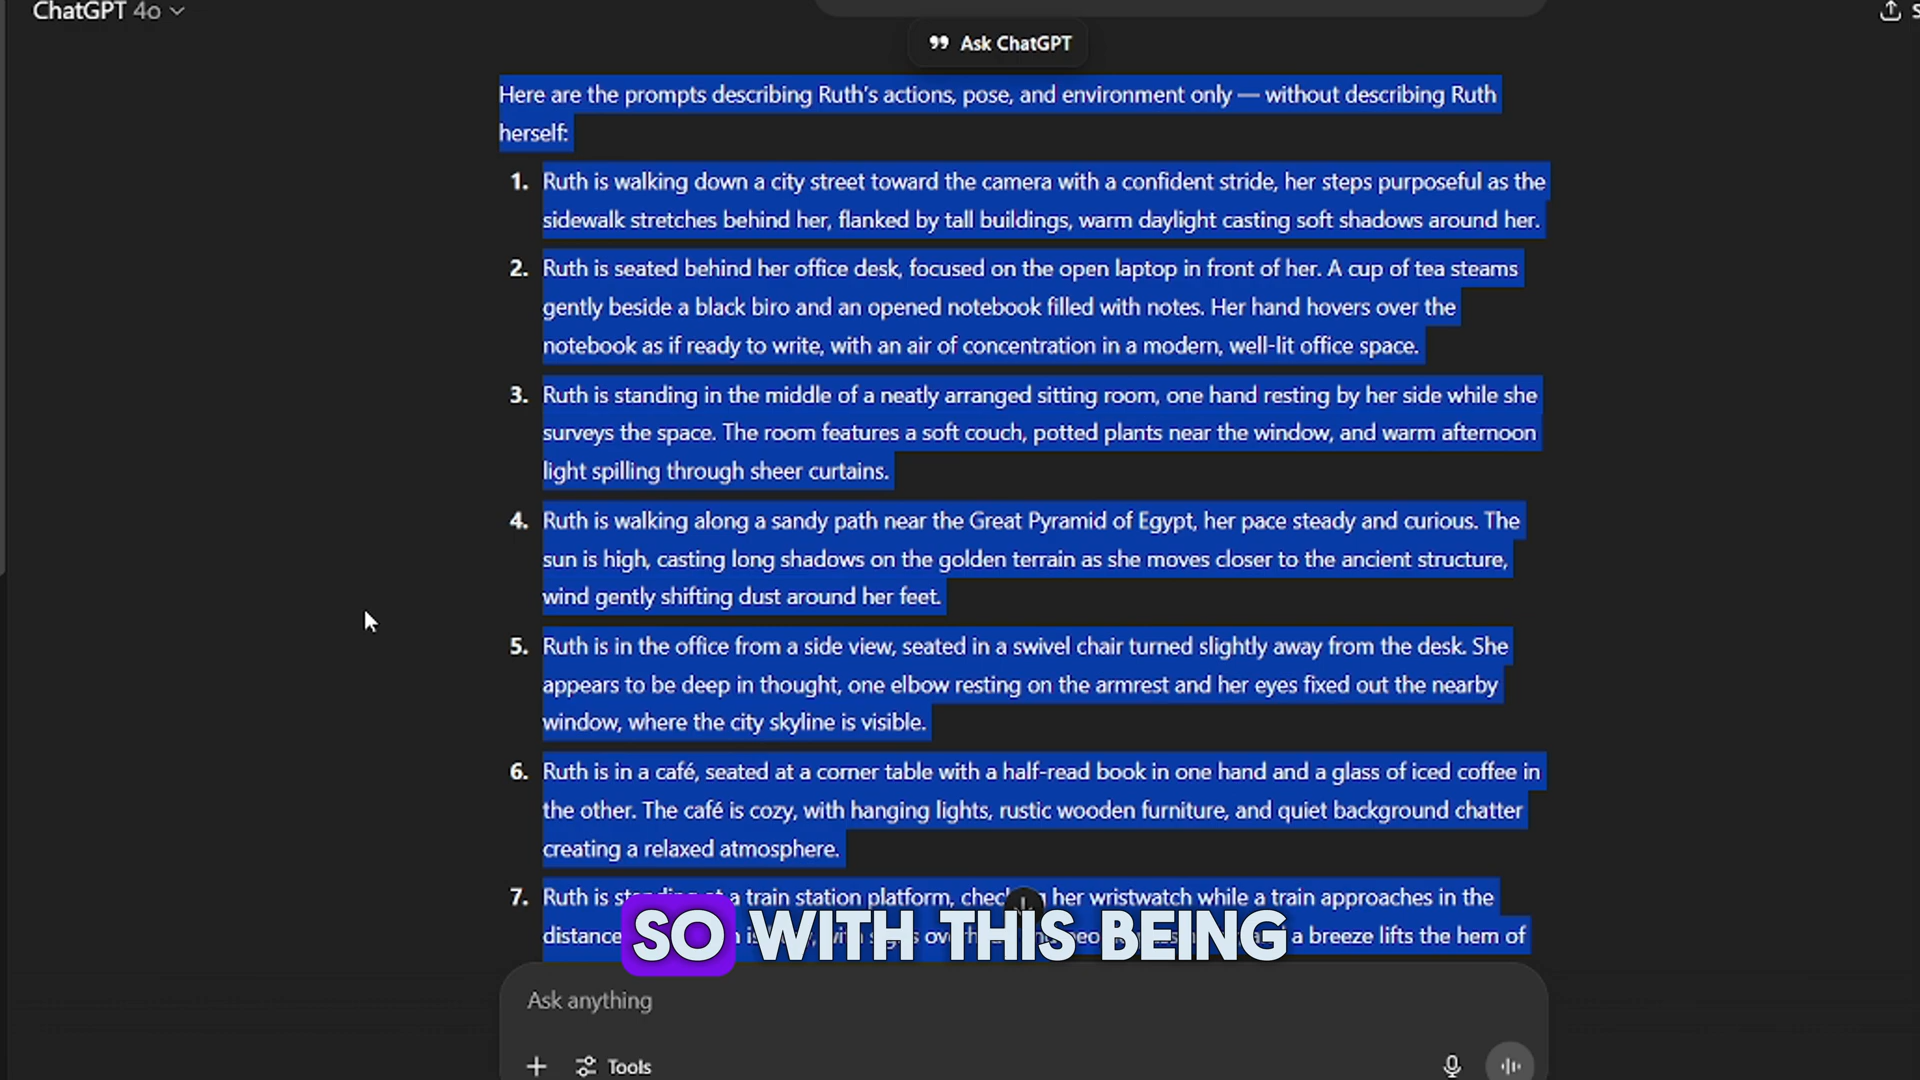 ChatGPT 4o
Ask ChatGPT
Here are the prompts describing Ruth's actions, pose, and environment only — without describing Ruth
herself:
1. Ruth is walking down a city street toward the camera with a confident stride, her steps purposeful as the
sidewalk stretches behind her, flanked by tall buildings, warm daylight casting soft shadows around her.
2. Ruth is seated behind her office desk, focused on the open laptop in front of her. A cup of tea steams
gently beside a black biro and an opened notebook filled with notes. Her hand hovers over the
notebook as if ready to write, with an air of concentration in a modern, well-lit office space.
3. Ruth is standing in the middle of a neatly arranged sitting room, one hand resting by her side while she
surveys the space. The room features a soft couch, potted plants near the window, and warm afternoon
light spilling through sheer curtains.
4. Ruth is walking along a sandy path near the Great Pyramid of Egypt, her pace steady and curious. The
sun is high, casting long shadows on the golden terrain as she moves closer to the ancient structure,
wind gently shifting dust around her feet.
5. Ruth is in the office from a side view, seated in a swivel chair turned slightly away from the desk. She
appears to be deep in thought, one elbow resting on the armrest and her eyes fixed out the nearby
window, where the city skyline is visible.
6. Ruth is in a café, seated at a corner table with a half-read book in one hand and a glass of iced coffee in
the other. The café is cozy, with hanging lights, rustic wooden furniture, and quiet background chatter
creating a relaxed atmosphere.
7. Ruth is standing at a train station platform, checking her wristwatch while a train approaches in the
distance a breeze lifts the hem of
SO WITH THIS BEING
Ask anything
Tools